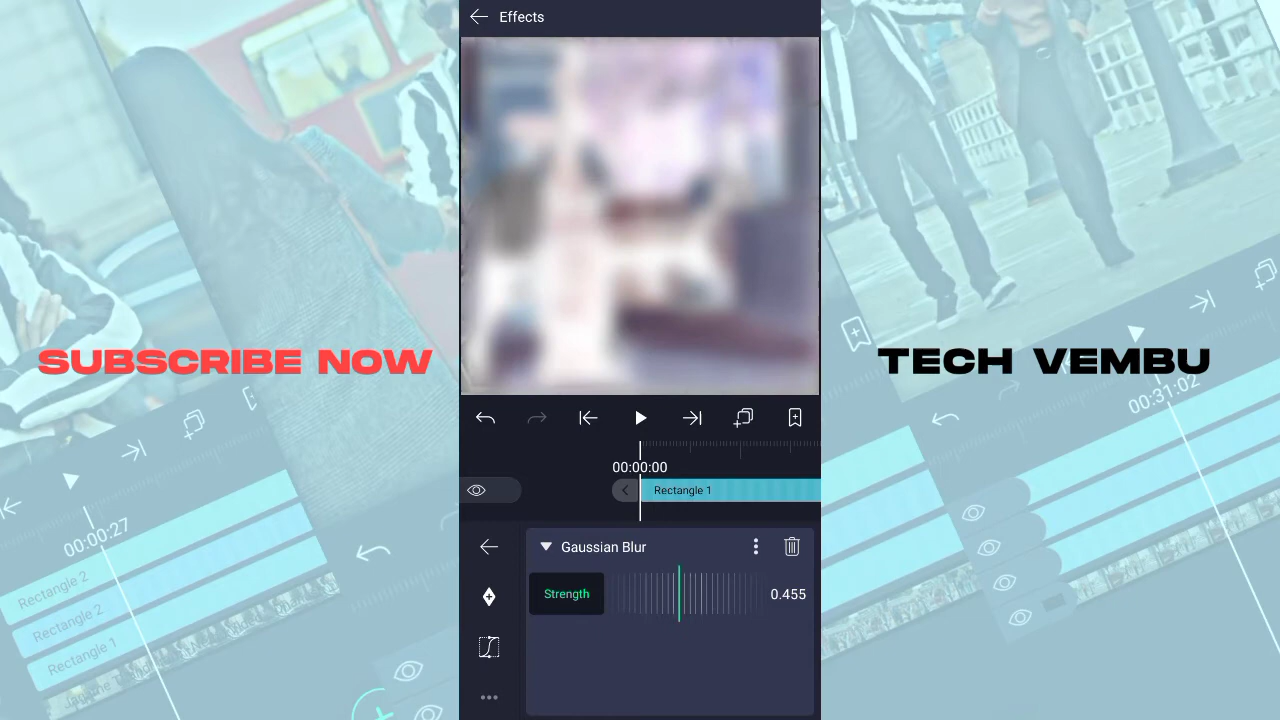 Effects
SUBSCRIBE NOW
TECH VEMBU
00:31:02
00:00:00
Rectangle 1
00:00:27
Gaussian Blur
Strength
0.455
Rectangle 2
Rectangle 2
Rectangle 1